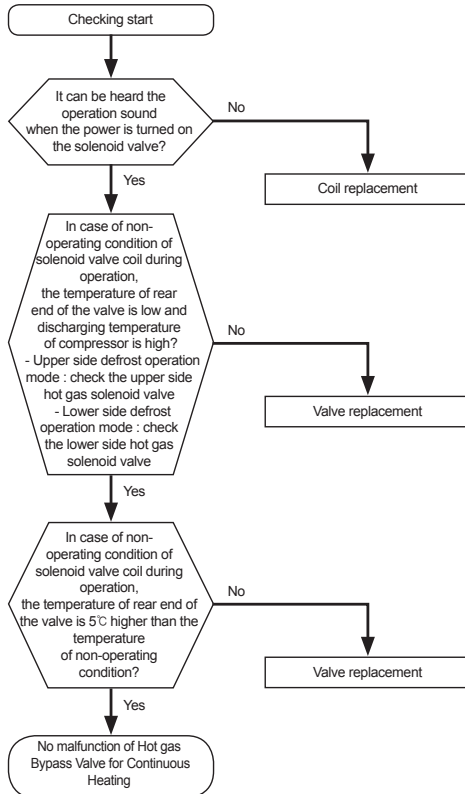 Checking start
It can be heard the
operation sound
when the power is turned on
the solenoid valve?
No
Coil replacement
Yes
In case of non-
operating condition of
solenoid valve coil during
operation,
the temperature of rear
end of the valve is low and
discharging temperature
of compressor is high?
- Upper side defrost operation
mode : check the upper side
hot gas solenoid valve
- Lower side defrost
operation mode : check
the lower side hot gas
solenoid valve
No
Valve replacement
Yes
In case of non-
operating condition of
solenoid valve coil during
operation,
the temperature of rear end of
the valve is 5℃ higher than the
temperature
of non-operating
condition?
No
Valve replacement
Yes
No malfunction of Hot gas
Bypass Valve for Continuous
Heating